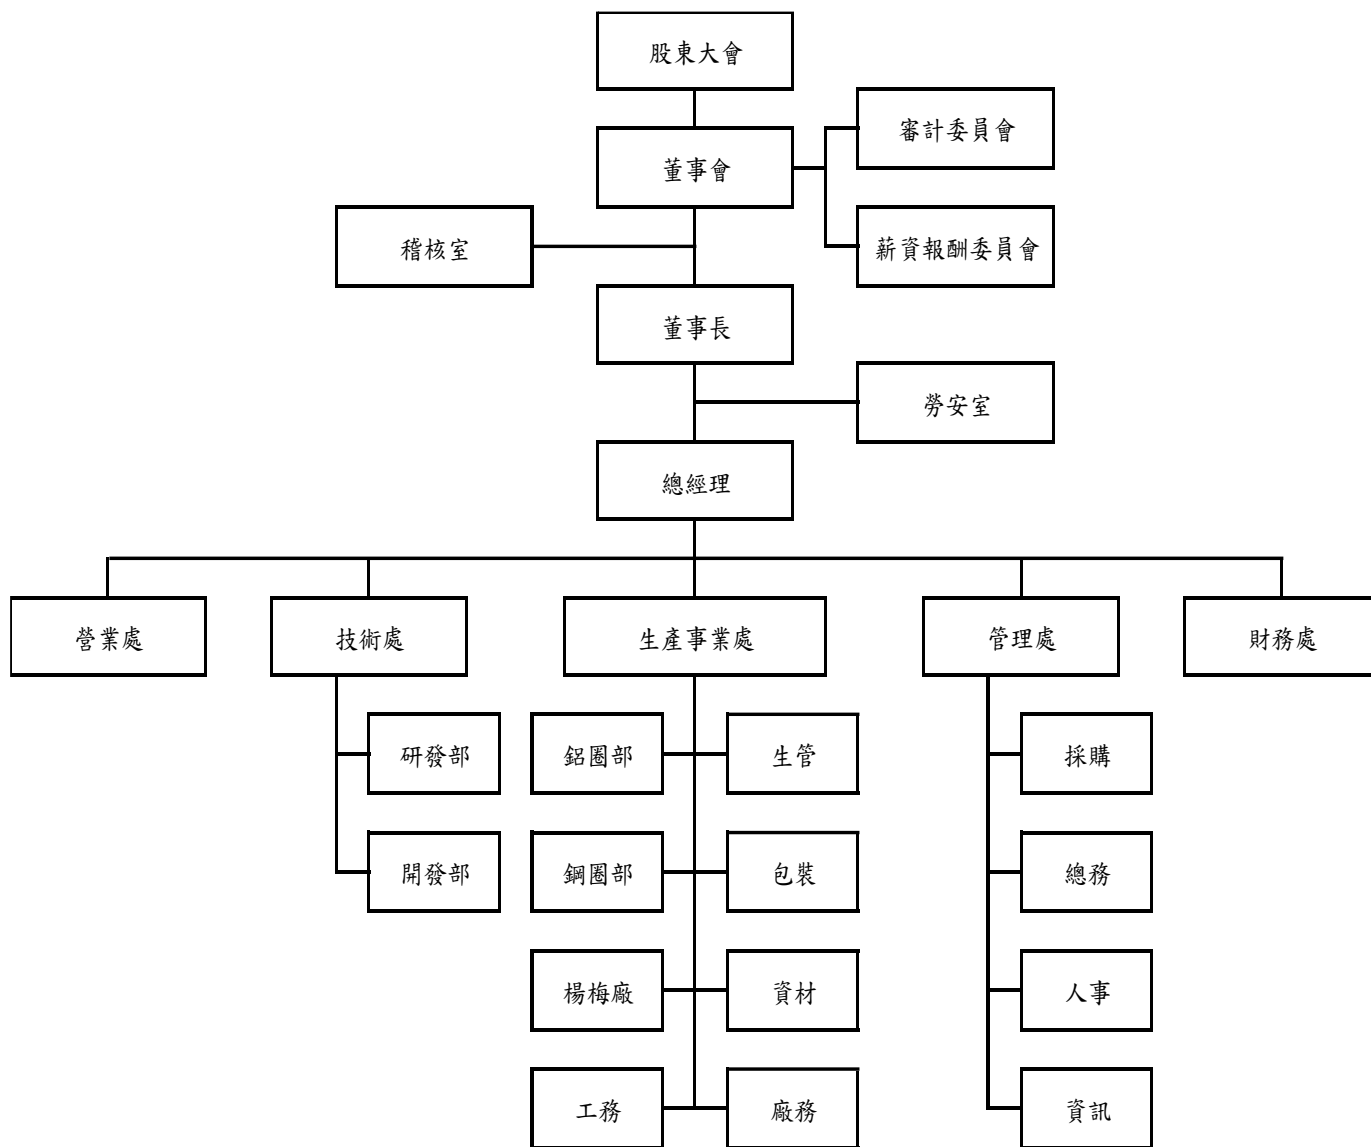 股東大會
審計委員會
董事會
稽核室
薪資報酬委員會
董事長
勞安室
總經理
營業處
技術處
生產事業處
管理處
財務處
研發部
鋁圈部
生管
採購
開發部
鋼圈部
包裝
總務
楊梅廠
資材
人事
工務
廠務
資訊